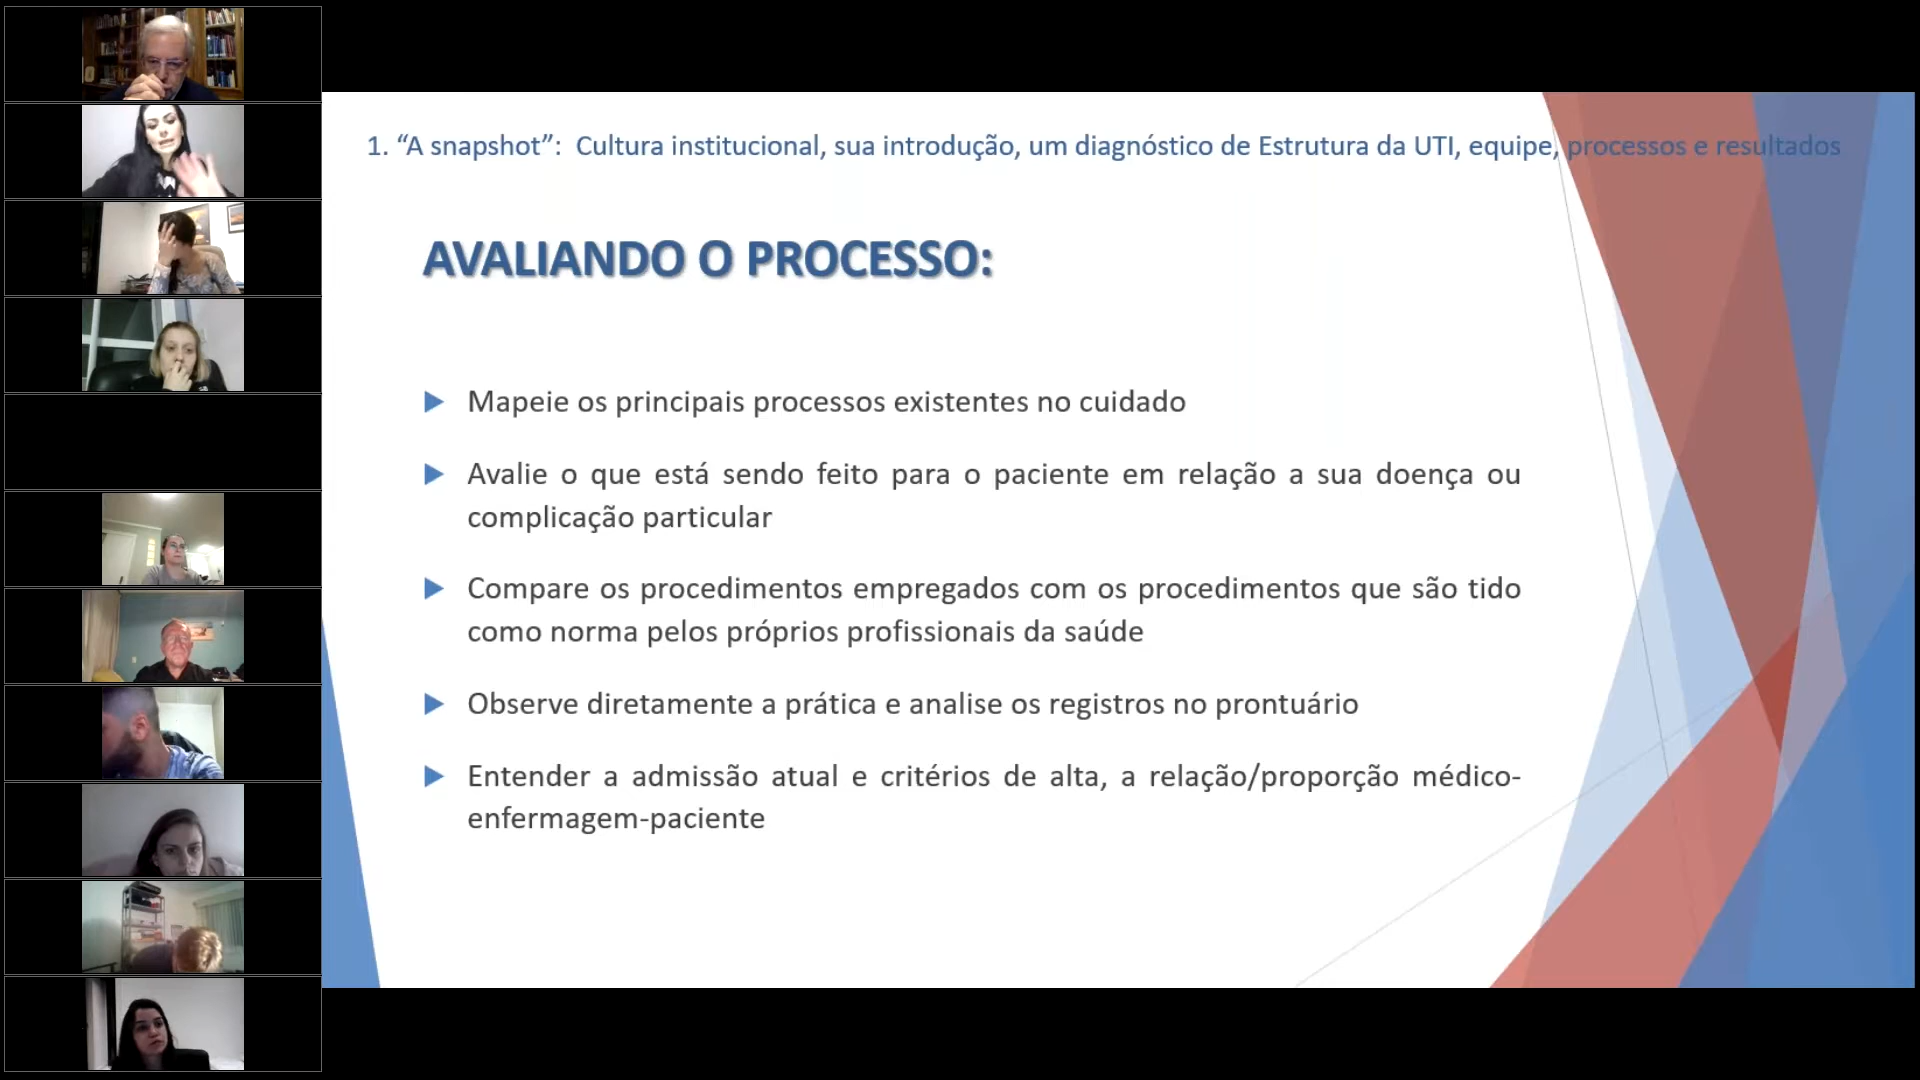 1. “A snapshot”: Cultura institucional, sua introdução, um diagnóstico de Estrutura da UTI, equipe, processos e resultados
AVALIANDO O PROCESSO:
Mapeie os principais processos existentes no cuidado
Avalie o que está sendo feito para o paciente em relação a sua doença ou
complicação particular
Compare os procedimentos empregados com os procedimentos que são tido
como norma pelos próprios profissionais da saúde
Observe diretamente a prática e analise os registros no prontuário
Entender a admissão atual e critérios de alta, a relação/proporção médico-
enfermagem-paciente